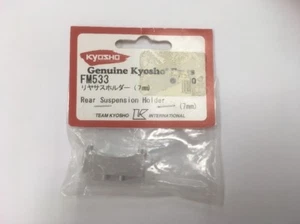 KYOSHO
Genuine Kyosho
FM533
リヤサスホルダー (7mm)
Rear Suspension Holder
(7mm)
TEAM KYOSHO K INTERNATIONAL